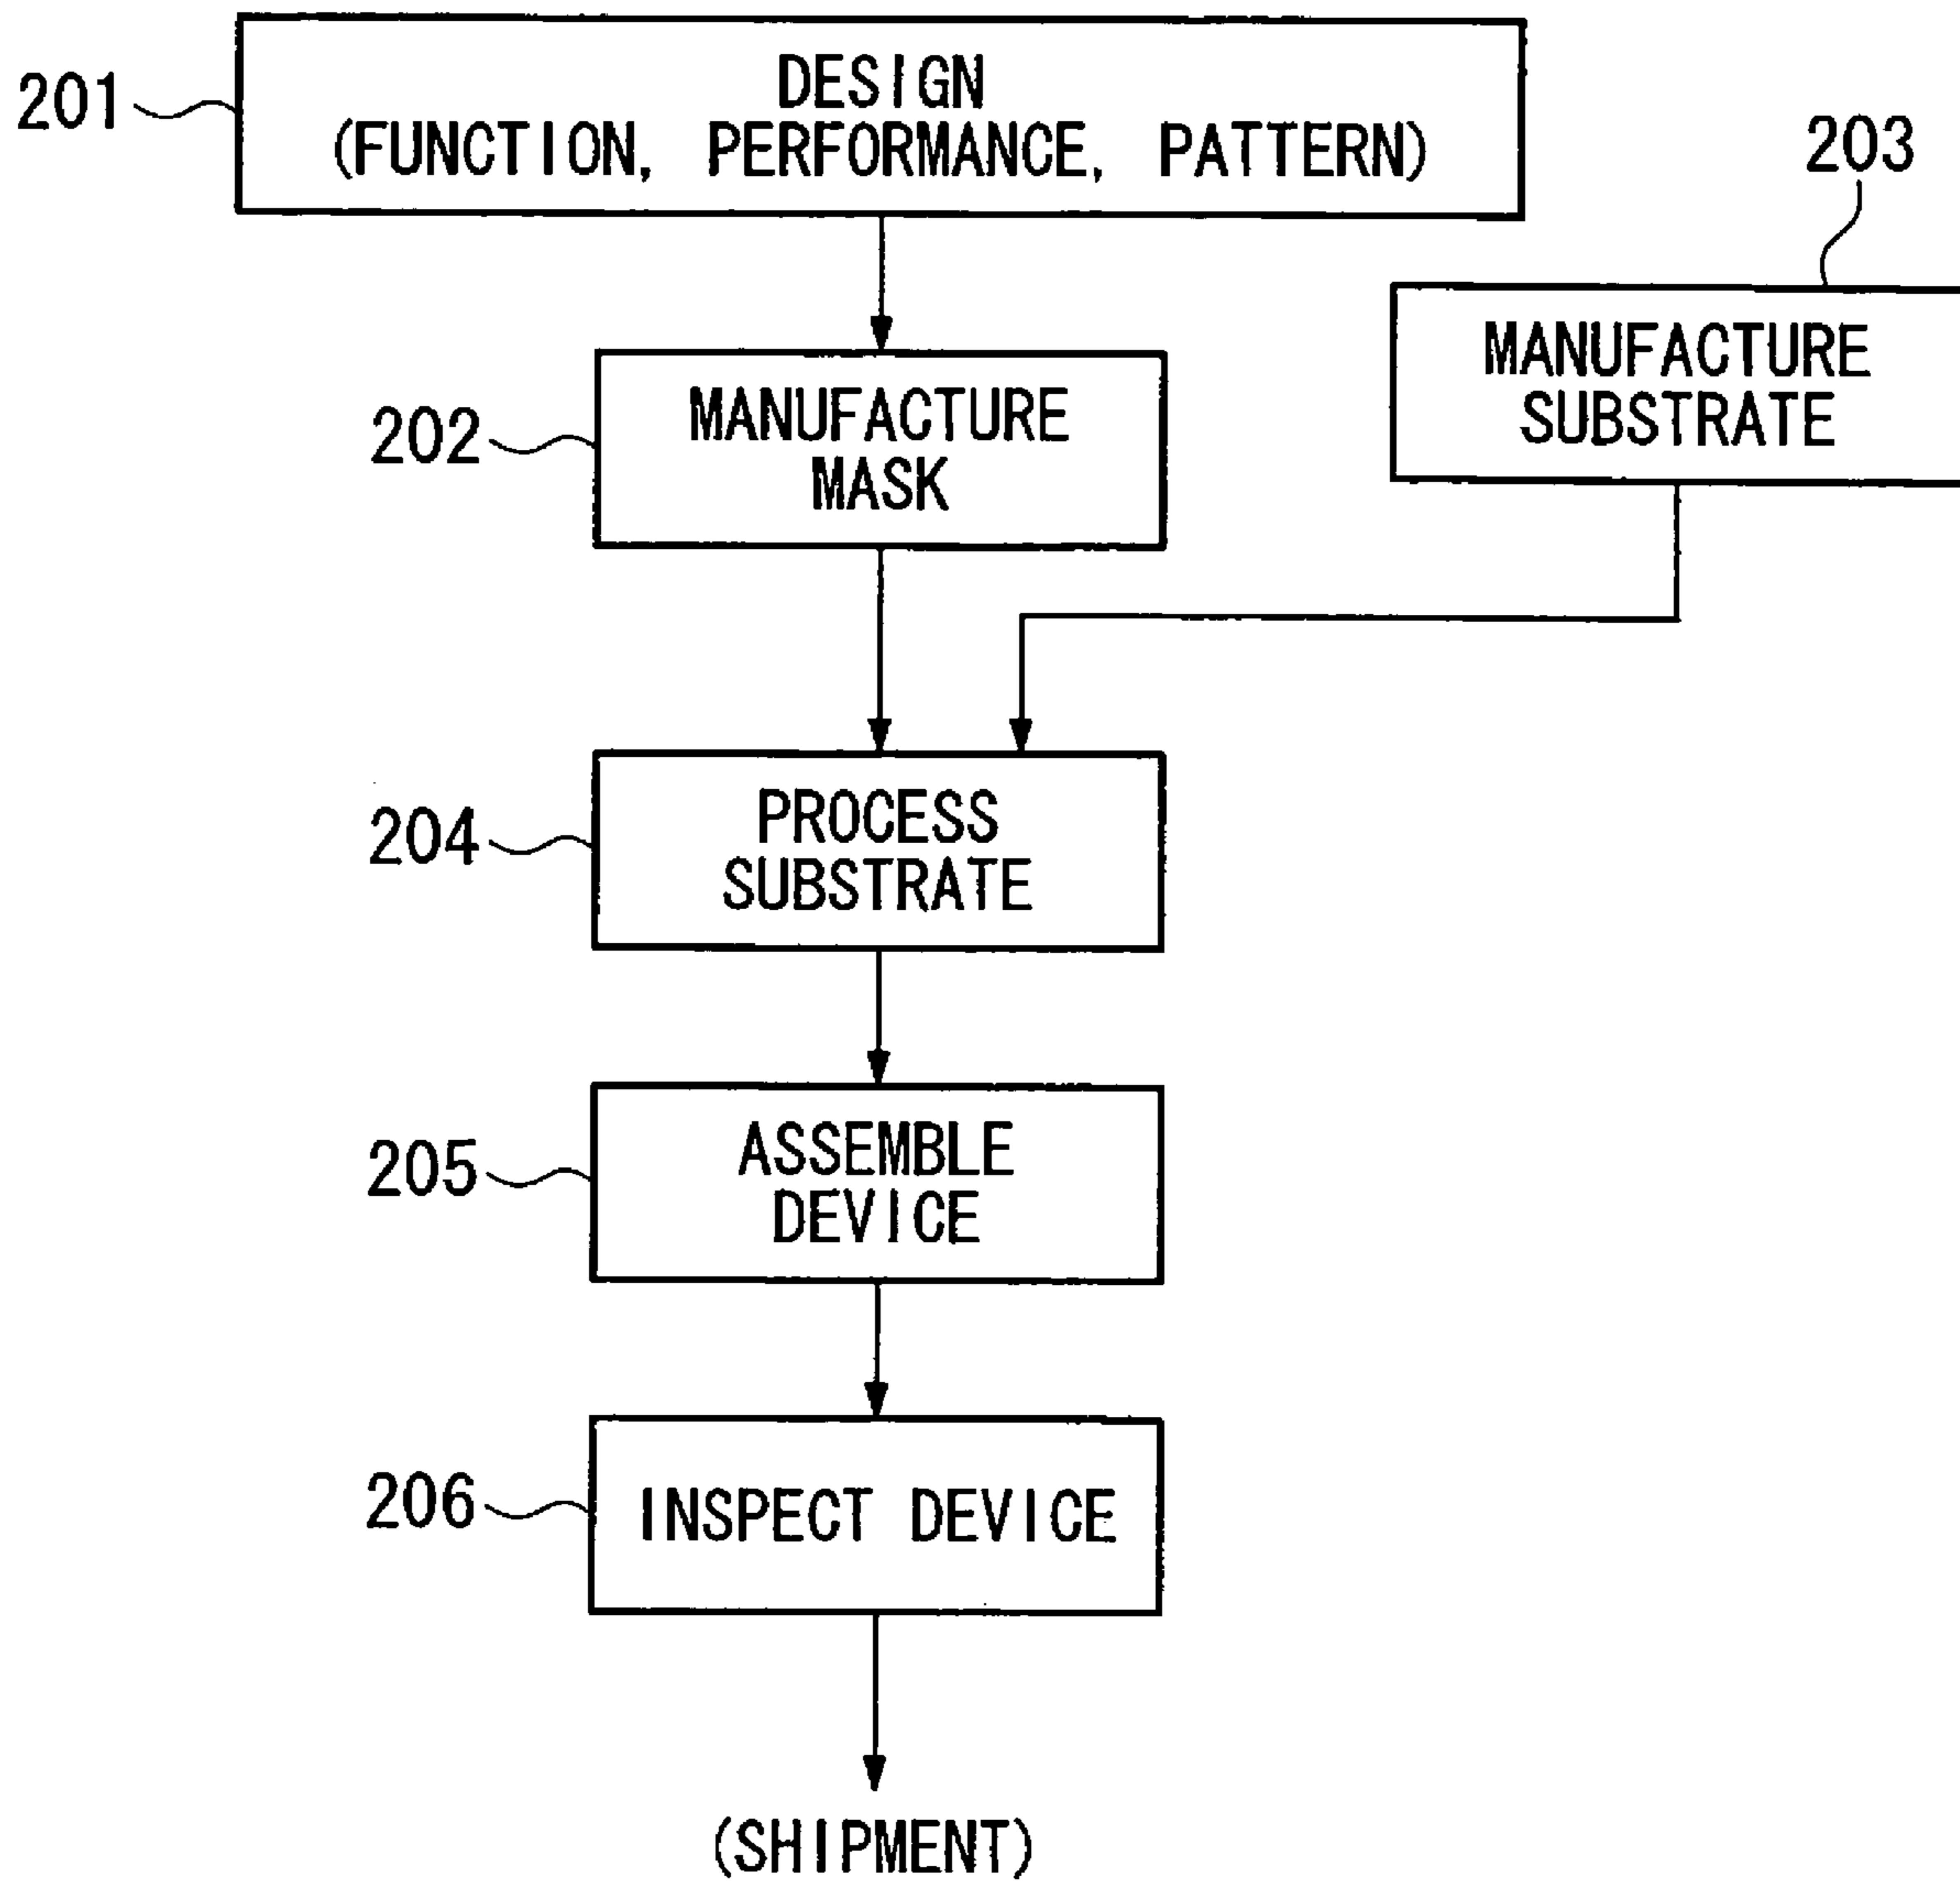 201
DESIGN
(FUNCTION, PERFORMANCE, PATTERN)
203
202
MANUFACTURE
MASK
MANUFACTURE
SUBSTRATE
204
PROCESS
SUBSTRATE
205
ASSEMBLE
DEVICE
206
INSPECT DEVICE
(SHIPMENT)